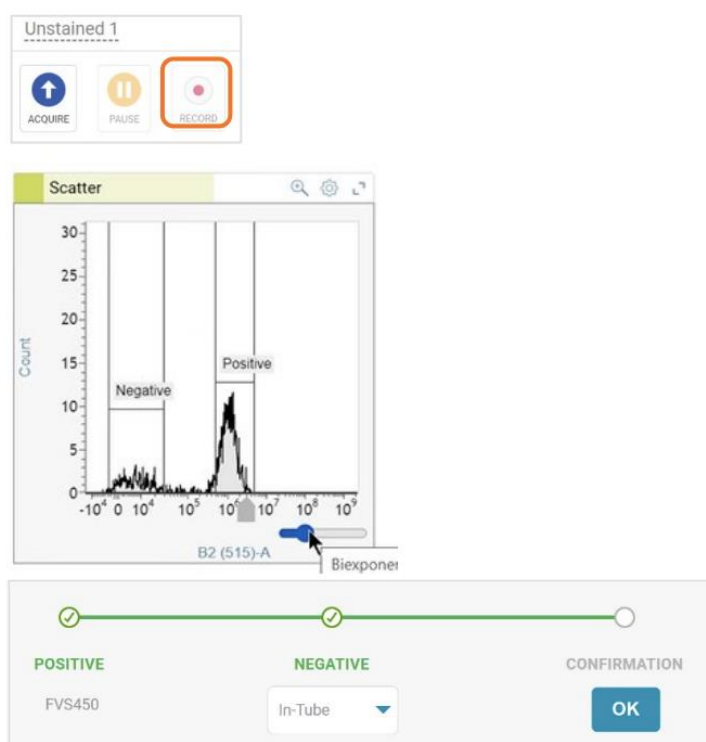 Unstained 1
ACQUIRE PAUSE RECORD
Scatter
30
25
20
15
10
5
0
Count
Positive
Negative
-10⁴ 0 10⁴ 10⁵ 10⁶ 10⁷ 10⁸ 10⁹
B2 (515)-A
Biexponen
POSITIVE NEGATIVE CONFIRMATION
FVS450 In-Tube OK